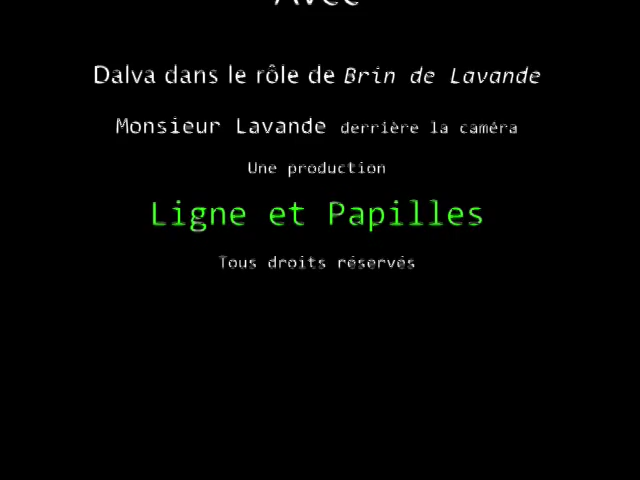 Avec
Dalva dans le rôle de Brin de Lavande
Monsieur Lavande derrière la caméra
Une production
Ligne et Papilles
Tous droits réservés